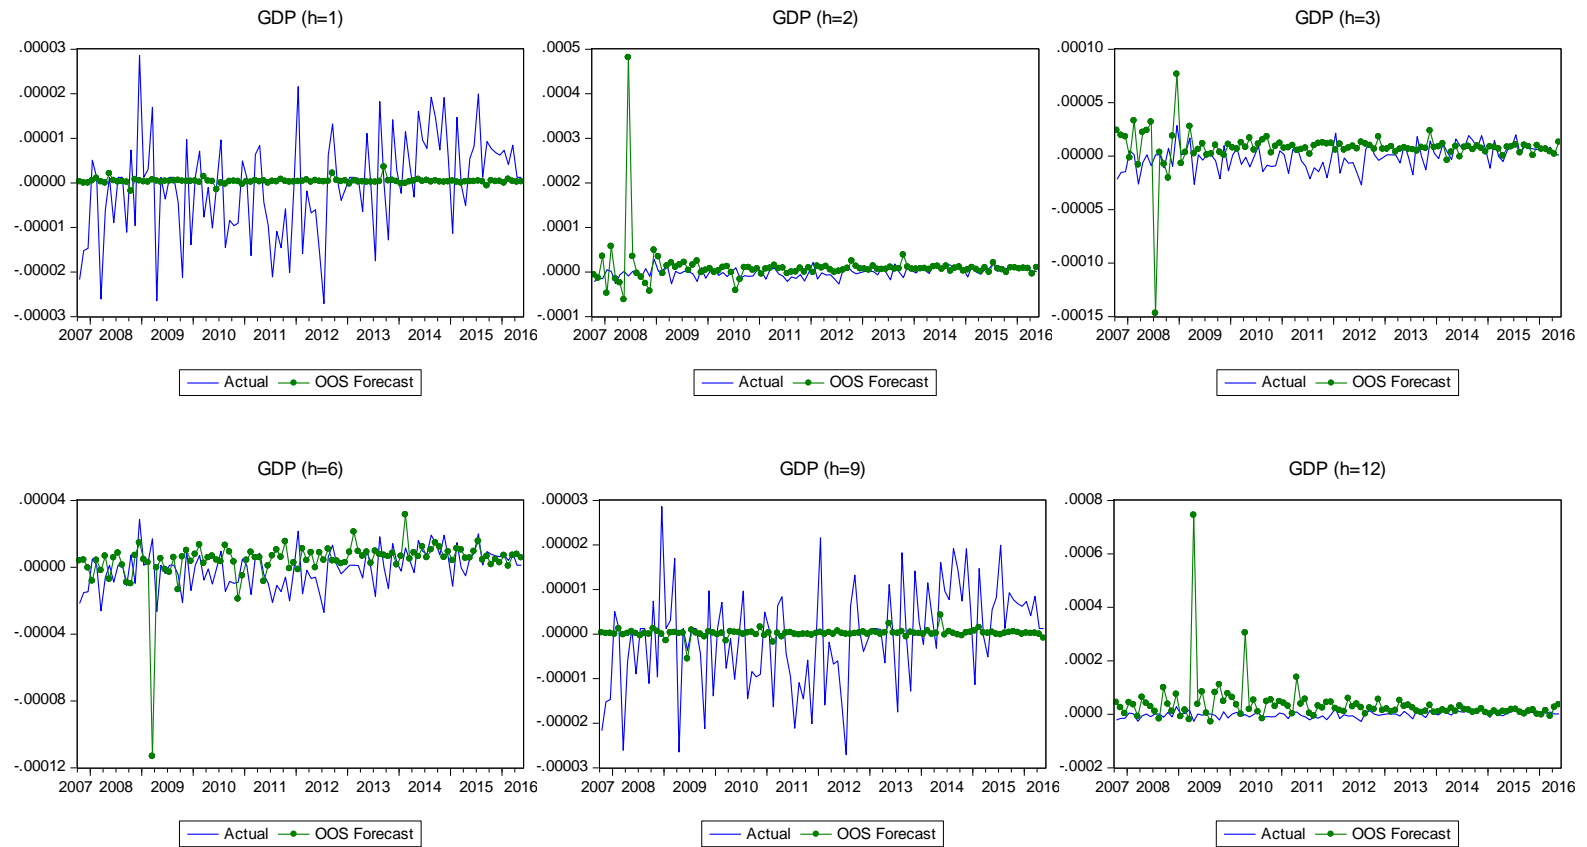 GDP (h=1)
.00003
.00002
.00001
.00000
-.00001
-.00002
-.00003
2007 2008 2009 2010 2011 2012 2013 2014 2015 2016
Actual OOS Forecast
GDP (h=2)
.0005
.0004
.0003
.0002
.0001
.0000
-.0001
2007 2008 2009 2010 2011 2012 2013 2014 2015 2016
Actual OOS Forecast
GDP (h=3)
.00010
.00005
.00000
-.00005
-.00010
-.00015
2007 2008 2009 2010 2011 2012 2013 2014 2015 2016
Actual OOS Forecast
GDP (h=6)
.00004
.00000
-.00004
-.00008
-.00012
2007 2008 2009 2010 2011 2012 2013 2014 2015 2016
Actual OOS Forecast
GDP (h=9)
.00003
.00002
.00001
.00000
-.00001
-.00002
-.00003
2007 2008 2009 2010 2011 2012 2013 2014 2015 2016
Actual OOS Forecast
GDP (h=12)
.0008
.0006
.0004
.0002
.0000
-.0002
2007 2008 2009 2010 2011 2012 2013 2014 2015 2016
Actual OOS Forecast